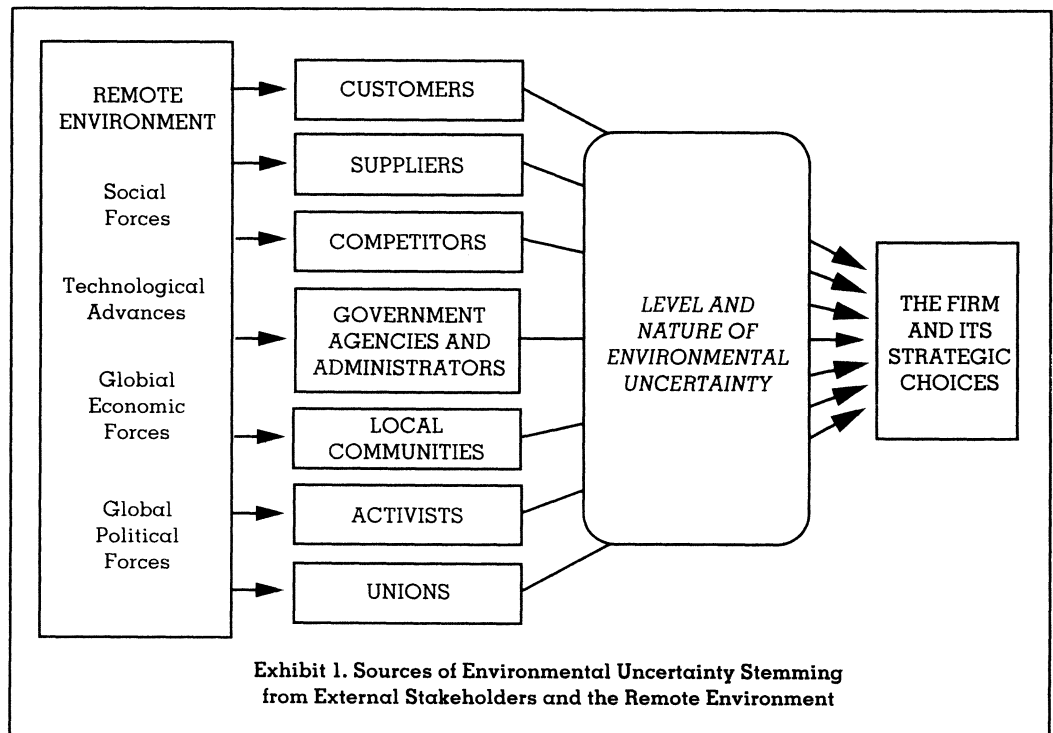 REMOTE
ENVIRONMENT
Social
Forces
Technological
Advances
Globial
Economic
Forces
Global
Political
Forces
CUSTOMERS
SUPPLIERS
COMPETITORS
GOVERNMENT
AGENCIES AND
ADMINISTRATORS
LOCAL
COMMUNITIES
ACTIVISTS
UNIONS
LEVEL AND
NATURE OF
ENVIRONMENTAL
UNCERTAINTY
THE FIRM
AND ITS
STRATEGIC
CHOICES
Exhibit 1. Sources of Environmental Uncertainty Stemming
from External Stakeholders and the Remote Environment